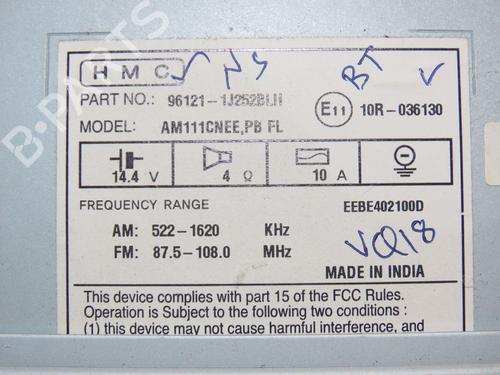 HMC
NS BT
PART NO.: 96121-1J252BLH
E11 10R-036130
MODEL: AM111CNEE,PB FL
14.4 V 4 Ω 10 A
FREQUENCY RANGE EEBE402100D
AM: 522-1620 KHz
FM: 87.5-108.0 MHz
VQ18
MADE IN INDIA
This device complies with part 15 of the FCC Rules.
Operation is Subject to the following two conditions :
(1) this device may not cause harmful interference, and
B-PARTS